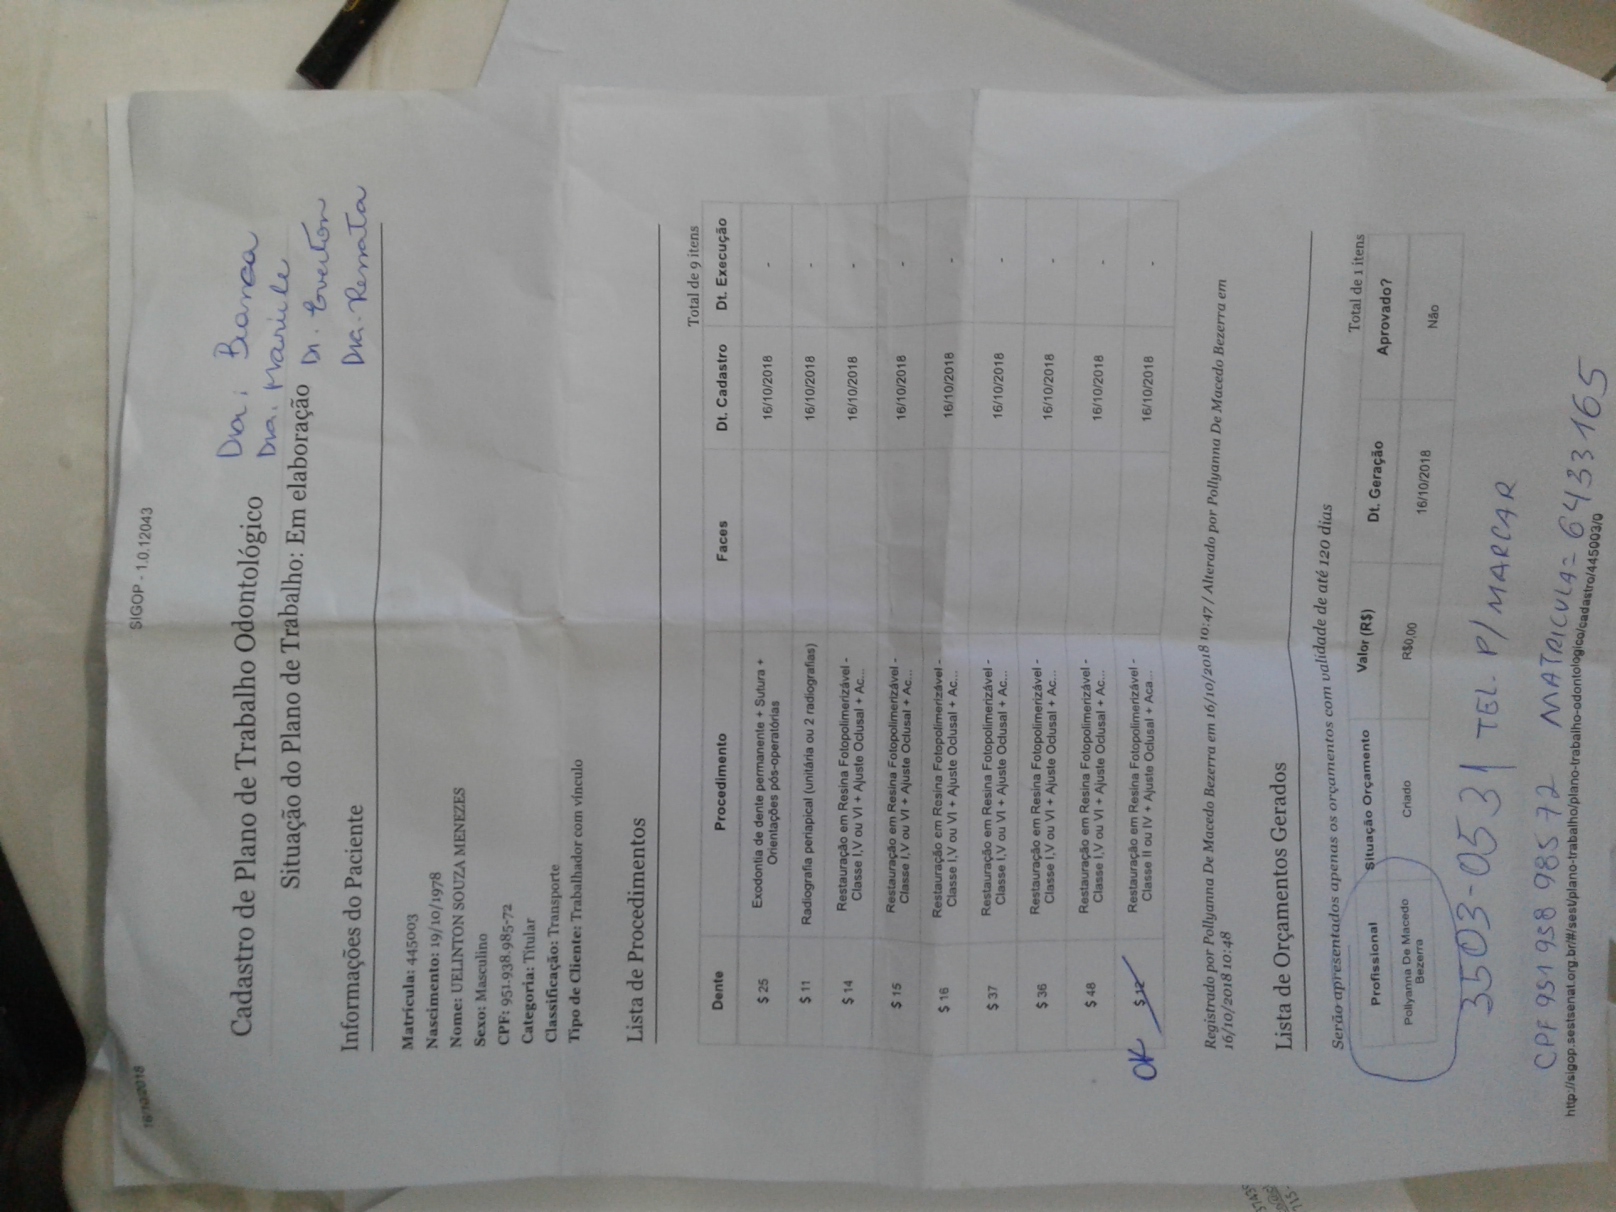 16/10/2018
SIGOP - 1.0.12043
Cadastro de Plano de Trabalho Odontológico
Dra. Bianca
Dra. Mariele
Situação do Plano de Trabalho: Em elaboração
Dr. Everton
Dra. Renata
Informações do Paciente
Matrícula: 445003
Nascimento: 19/10/1978
Nome: UELINTON SOUZA MENEZES
Sexo: Masculino
CPF: 951.938.985-72
Categoria: Titular
Classificação: Transporte
Tipo de Cliente: Trabalhador com vínculo
Lista de Procedimentos
Total de 9 itens
Dente Procedimento Faces Dt. Cadastro Dt. Execução
$ 25 Exodontia de dente permanente + Sutura +
Orientações pós-operatórias 16/10/2018 -
$ 11 Radiografia periapical (unitária ou 2 radiografias) 16/10/2018 -
$ 14 Restauração em Resina Fotopolimerizável -
Classe I,V ou VI + Ajuste Oclusal + Ac... 16/10/2018 -
$ 15 Restauração em Resina Fotopolimerizável -
Classe I,V ou VI + Ajuste Oclusal + Ac... 16/10/2018 -
$ 16 Restauração em Resina Fotopolimerizável -
Classe I,V ou VI + Ajuste Oclusal + Ac... 16/10/2018 -
$ 37 Restauração em Resina Fotopolimerizável -
Classe I,V ou VI + Ajuste Oclusal + Ac... 16/10/2018 -
$ 36 Restauração em Resina Fotopolimerizável -
Classe I,V ou VI + Ajuste Oclusal + Ac... 16/10/2018 -
$ 48 Restauração em Resina Fotopolimerizável -
Classe I,V ou VI + Ajuste Oclusal + Ac... 16/10/2018 -
OK $ 12 Restauração em Resina Fotopolimerizável -
Classe II ou IV + Ajuste Oclusal + Aca... 16/10/2018 -
Registrado por Pollyanna De Macedo Bezerra em 16/10/2018 10:47 / Alterado por Pollyanna De Macedo Bezerra em
16/10/2018 10:48
Lista de Orçamentos Gerados
Serão apresentados apenas os orçamentos com validade de até 120 dias
Total de 1 itens
Profissional Situação Orçamento Valor (R$) Dt. Geração Aprovado?
Pollyanna De Macedo
Bezerra Criado R$0,00 16/10/2018 Não
3503-0531 TEL. P/ MARCAR
CPF 951 958 985 72 MATRICULA= 6433165
http://sigop.sestsenat.org.br/#/sest/plano-trabalho/plano-trabalho-odontologico/cadastro/445003/0